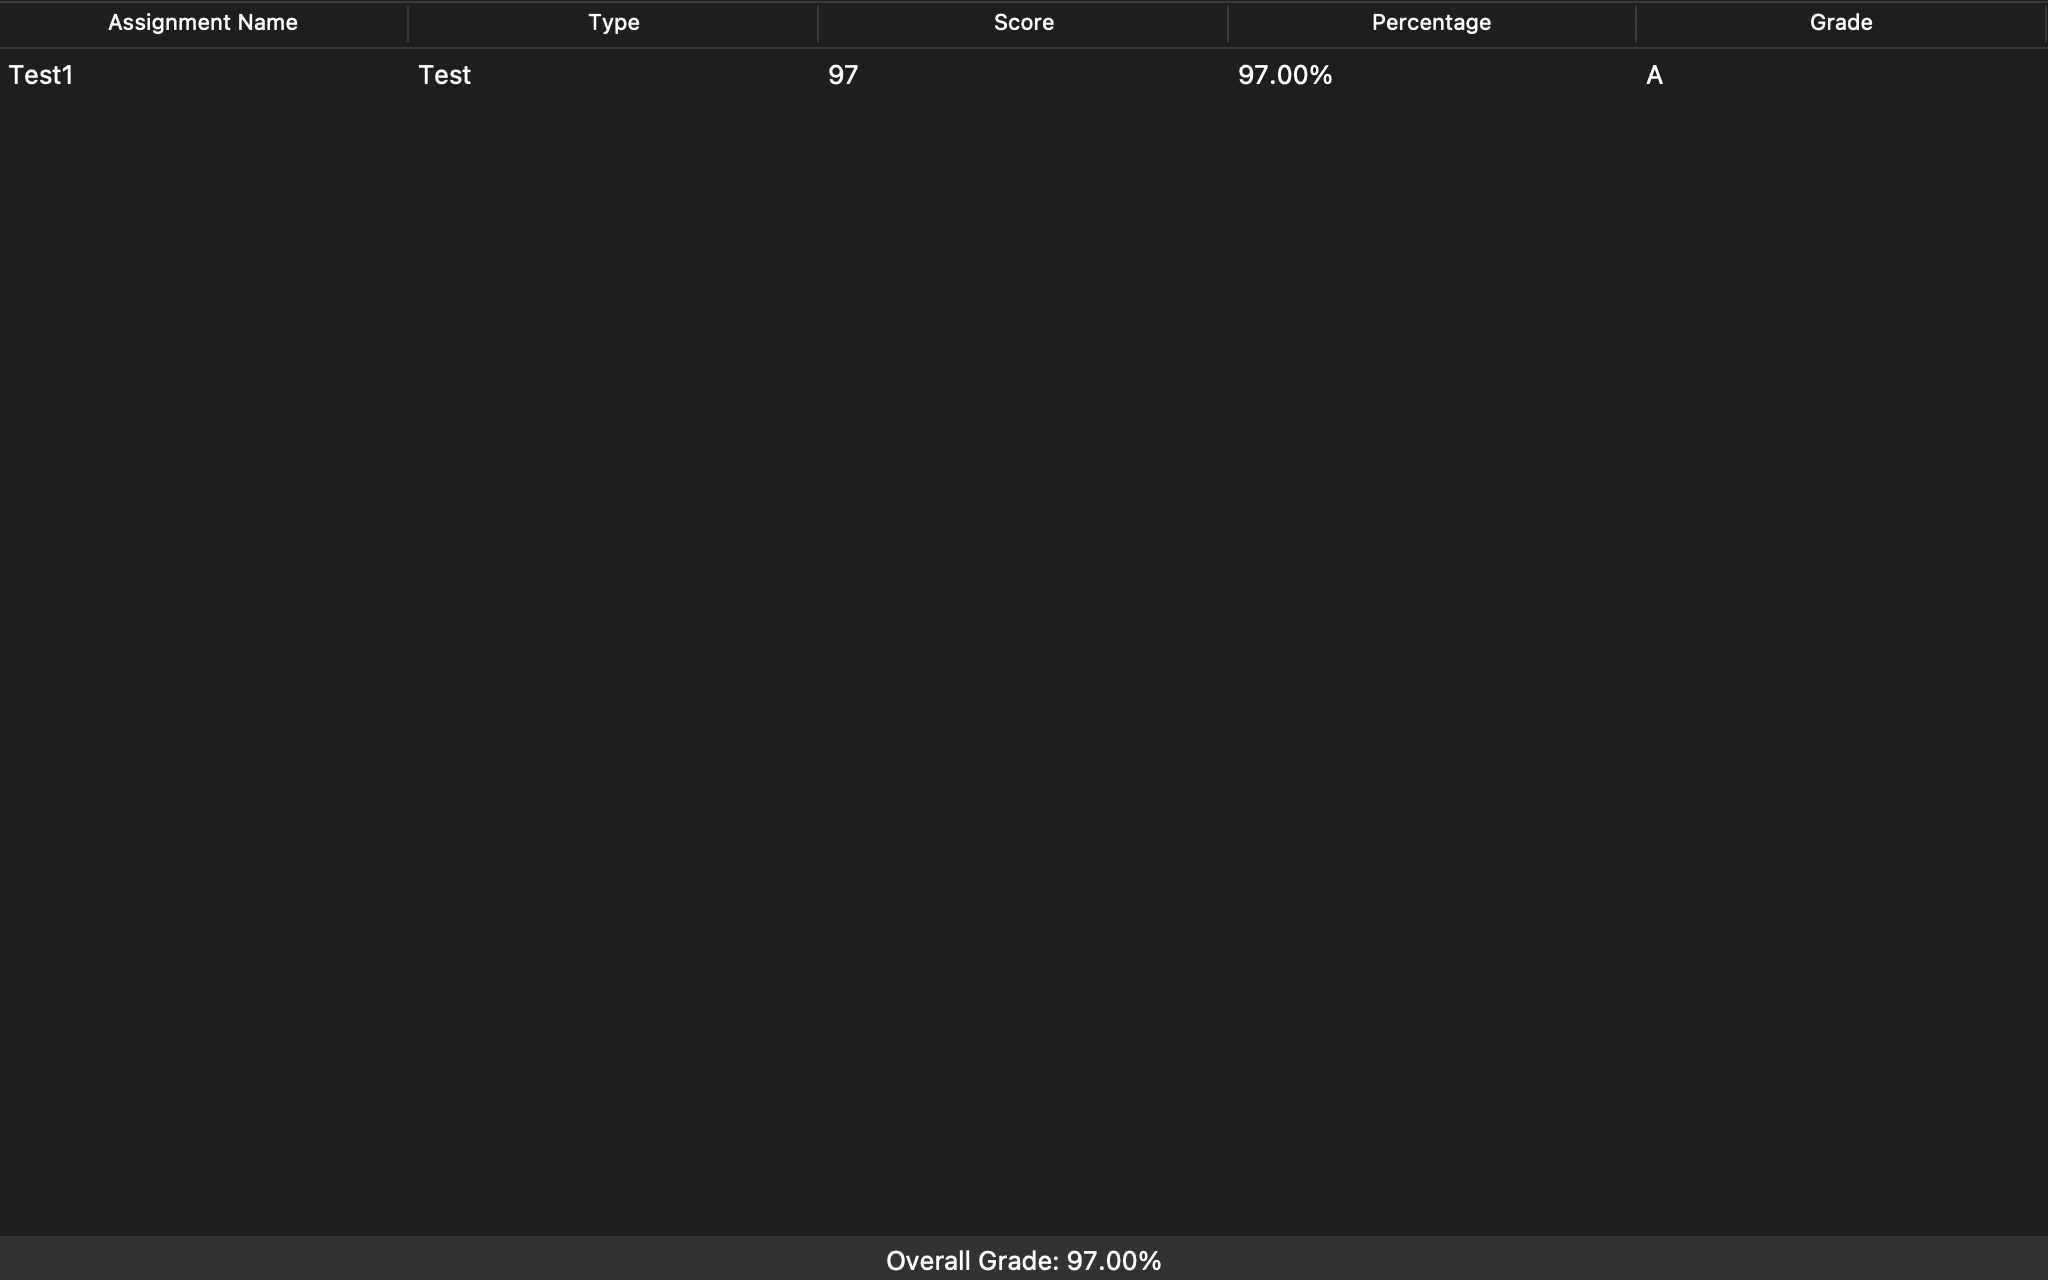 Assignment Name Type Score Percentage Grade
Test1 Test 97 97.00% A
Overall Grade: 97.00%